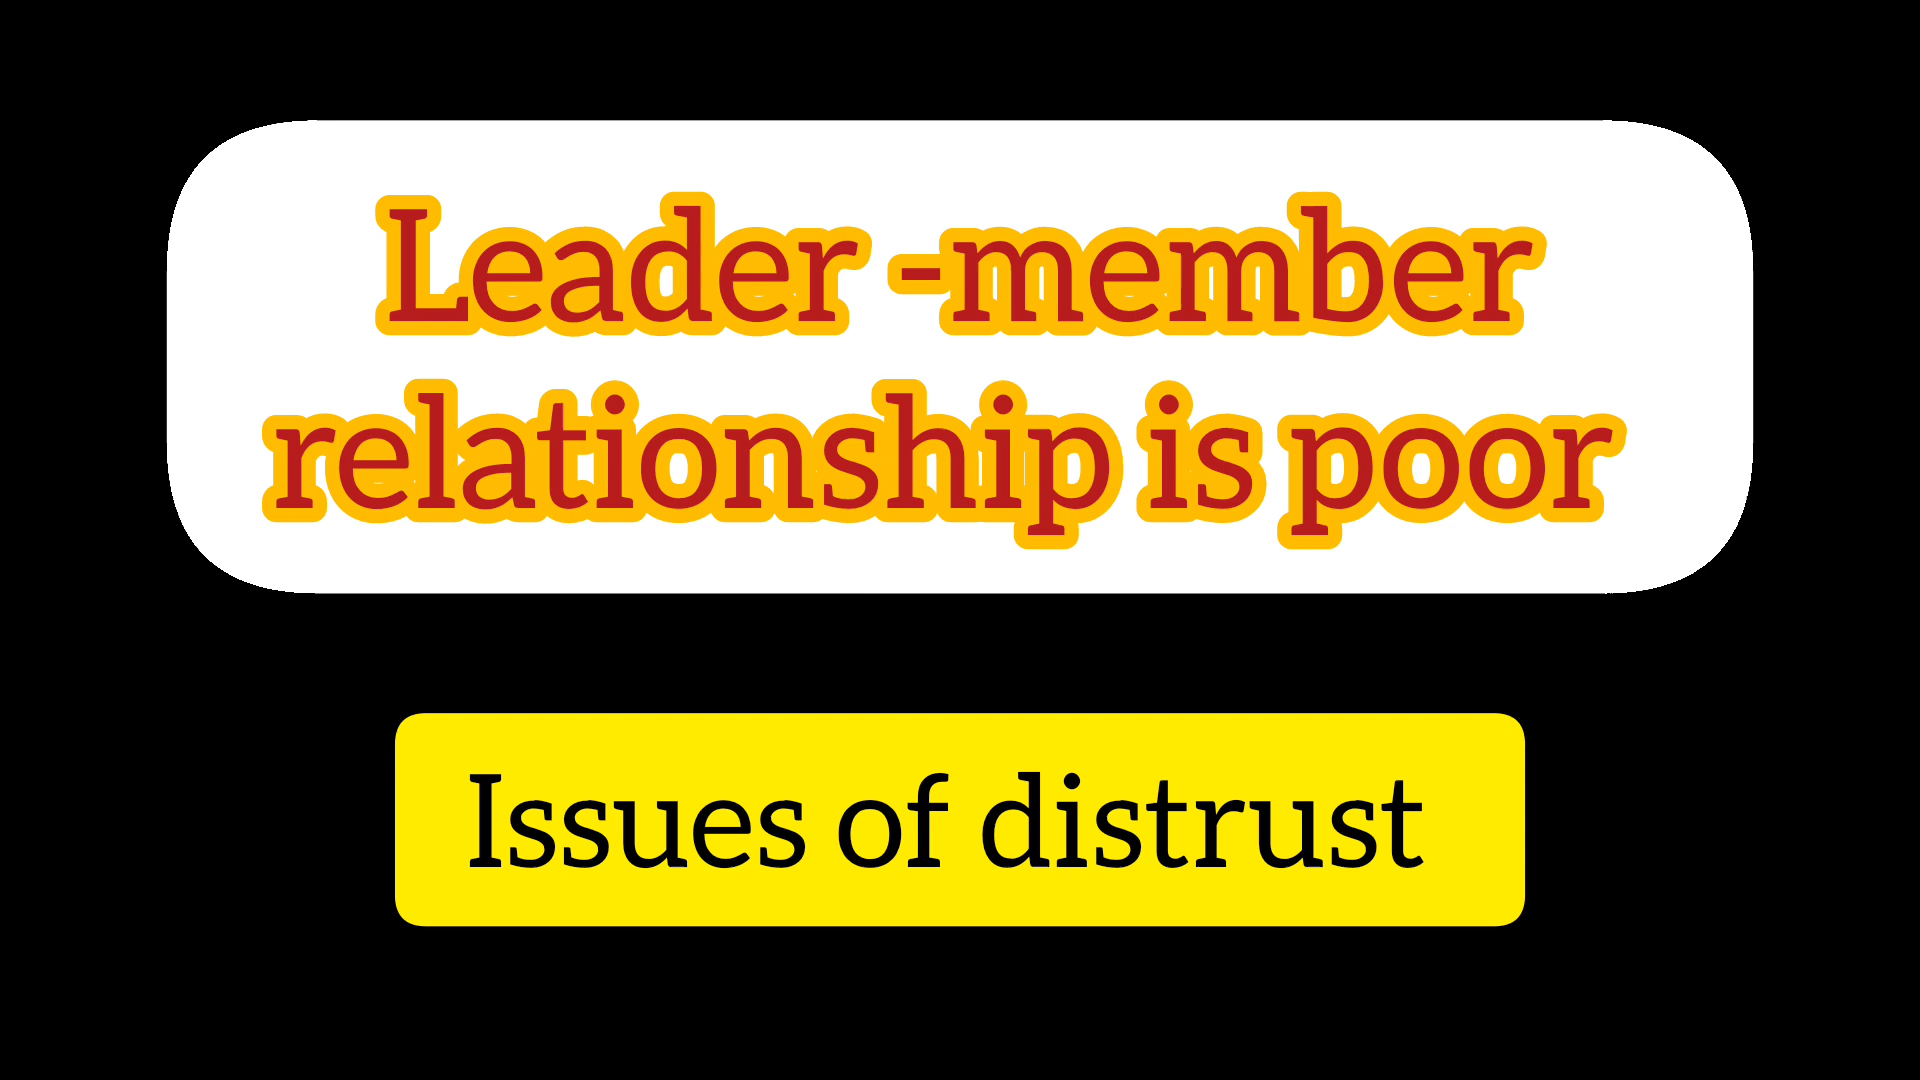 Leader -member
relationship is poor
Issues of distrust